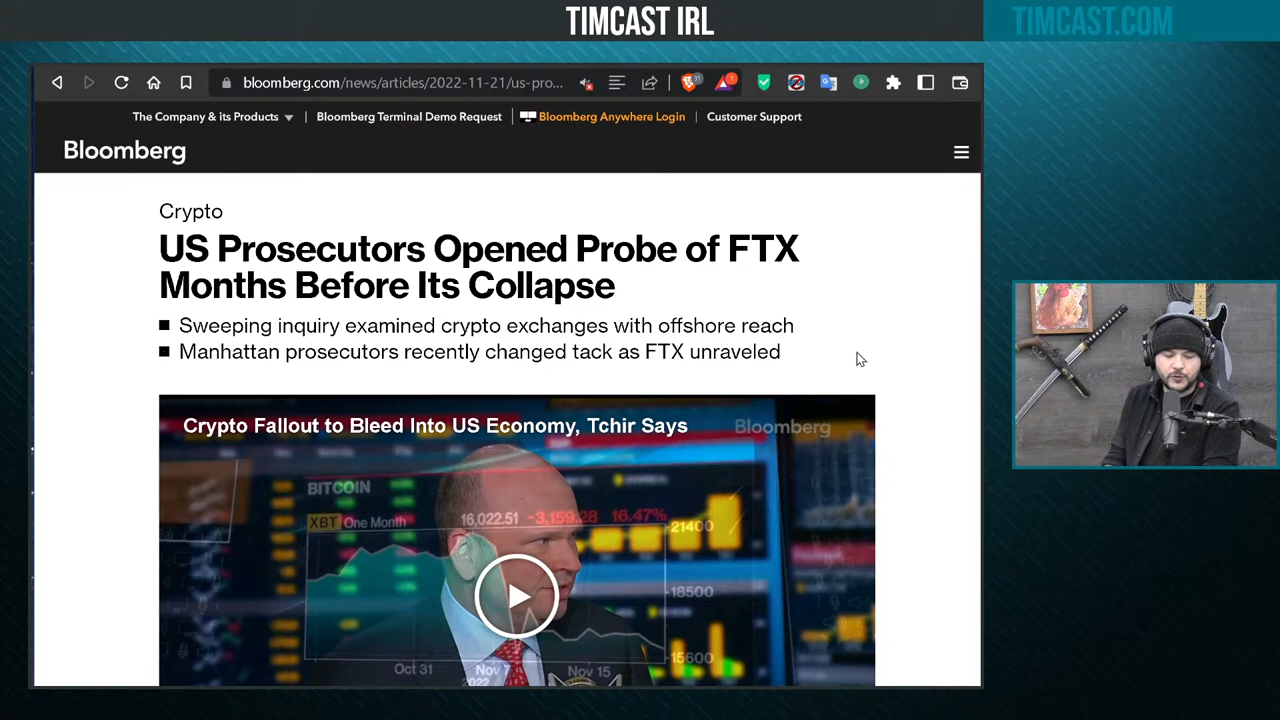 TIMCAST IRL
TIMCAST.COM
bloomberg.com/news/articles/2022-11-21/us-pro...
31
1
The Company & its Products
Bloomberg Terminal Demo Request
Bloomberg Anywhere Login
Customer Support
Bloomberg
Crypto
US Prosecutors Opened Probe of FTX
Months Before Its Collapse
Sweeping inquiry examined crypto exchanges with offshore reach
Manhattan prosecutors recently changed tack as FTX unraveled
Crypto Fallout to Bleed Into US Economy, Tchir Says
Bloomberg
BITCOIN
XBT One Month
16,022.51 -3,159.28 16.47%
21400
18500
15600
Oct 31 Nov 7 Nov 15
2022